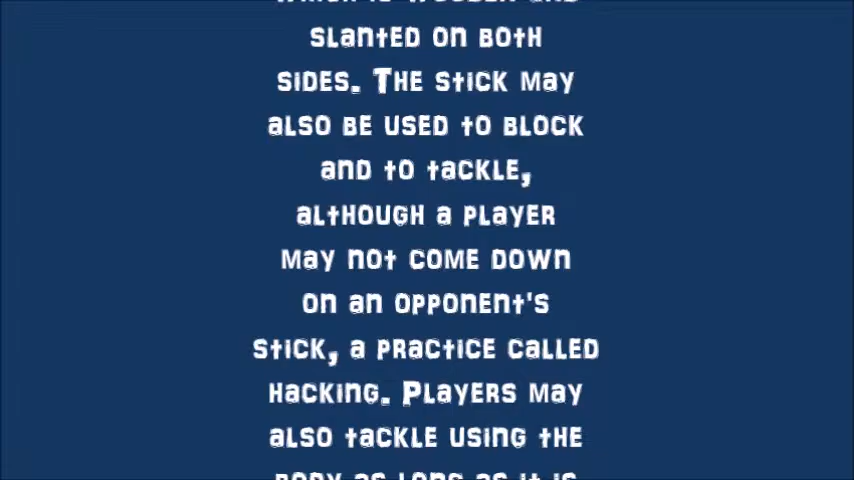 which is wooden and
slanted on both
sides. The stick may
also be used to block
and to tackle,
although a player
may not come down
on an opponent's
stick, a practice called
hacking. Players may
also tackle using the
body as long as it is